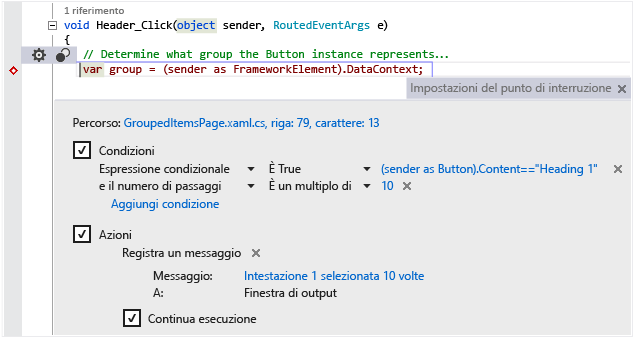 1 riferimento
void Header_Click(object sender, RoutedEventArgs e)
{
// Determine what group the Button instance represents...
var group = (sender as FrameworkElement).DataContext;
Impostazioni del punto di interruzione
Percorso: GroupedItemsPage.xaml.cs, riga: 79, carattere: 13
Condizioni
Espressione condizionale È True (sender as Button).Content=="Heading 1"
e il numero di passaggi È un multiplo di 10
Aggiungi condizione
Azioni
Registra un messaggio
Messaggio: Intestazione 1 selezionata 10 volte
A: Finestra di output
Continua esecuzione